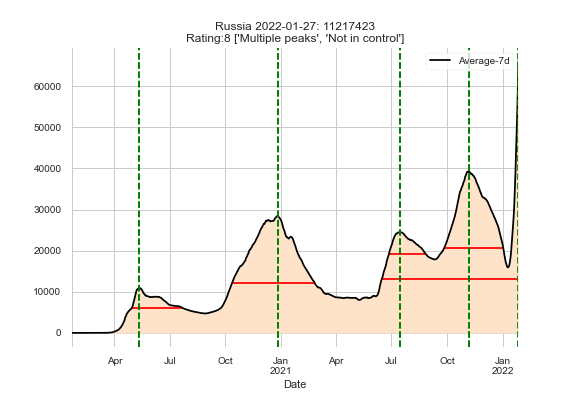 Russia 2022-01-27: 11217423
Rating:8 ['Multiple peaks', 'Not in control']
Average-7d
60000
50000
40000
30000
20000
10000
0
Apr Jul Oct Jan Apr Jul Oct Jan
2021 2022
Date